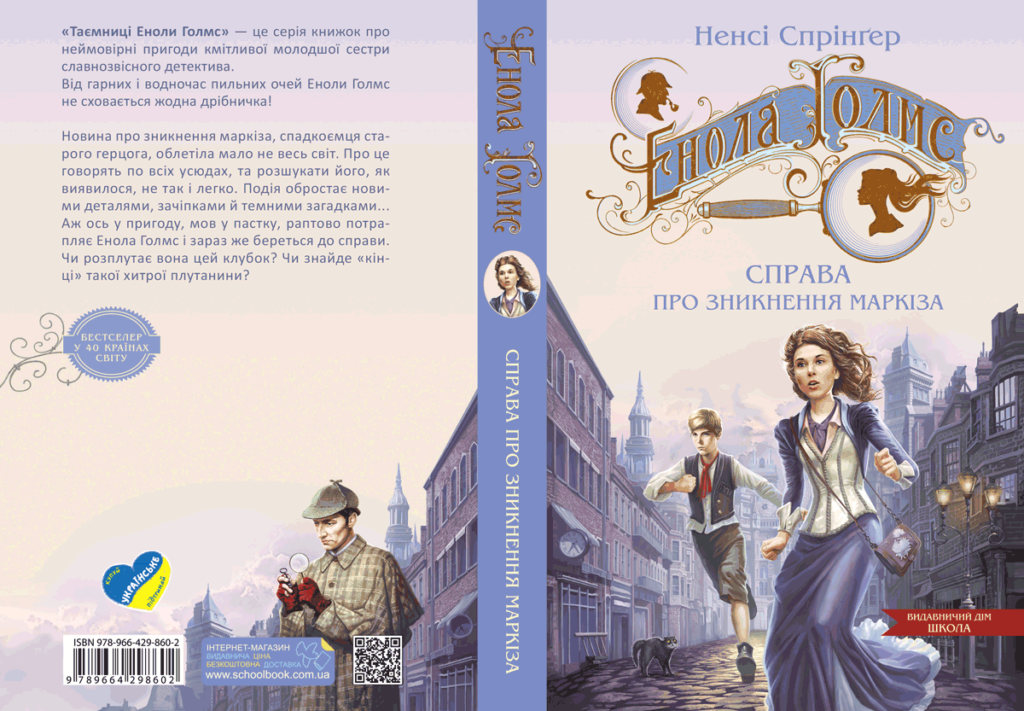 «Таємниці Еноли Голмс» — це серія книжок про
неймовірні пригоди кмітливої молодшої сестри
славнозвісного детектива.
Від гарних і водночас пильних очей Еноли Голмс
не сховається жодна дрібничка!
Новина про зникнення маркіза, спадкоємця ста-
рого герцога, облетіла мало не весь світ. Про це
говорять по всіх усюдах, та розшукати його, як
виявилося, не так і легко. Подія обростає нови-
ми деталями, зачіпками й темними загадками...
Аж ось у пригоду, мов у пастку, раптово потра-
пляє Енола Голмс і зараз же береться до справи.
Чи розплутає вона цей клубок? Чи знайде «кін-
ці» такої хитрої плутанини?
БЕСТСЕЛЕР
У 40 КРАЇНАХ
СВІТУ
КУПУЙ
УКРАЇНСЬКЕ
ПІДТРИМАЙ
ISBN 978-966-429-860-2
9 789664 298602
ІНТЕРНЕТ-МАГАЗИН
ВИДАВНИЧА ЦІНА
БЕЗКОШТОВНА ДОСТАВКА
www.schoolbook.com.ua
Енола Голмс
СПРАВА ПРО ЗНИКНЕННЯ МАРКІЗА
Ненсі Спрінґер
Енола Голмс
СПРАВА
ПРО ЗНИКНЕННЯ МАРКІЗА
ВИДАВНИЧИЙ ДІМ
ШКОЛА